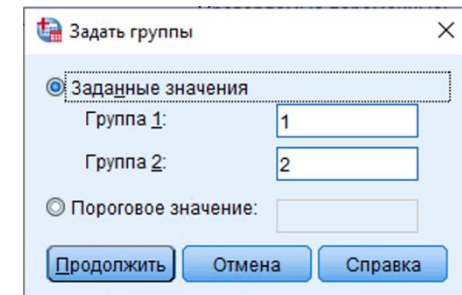 Задать группы
Заданные значения
Группа 1:
1
Группа 2:
2
Пороговое значение:
Продолжить Отмена Справка